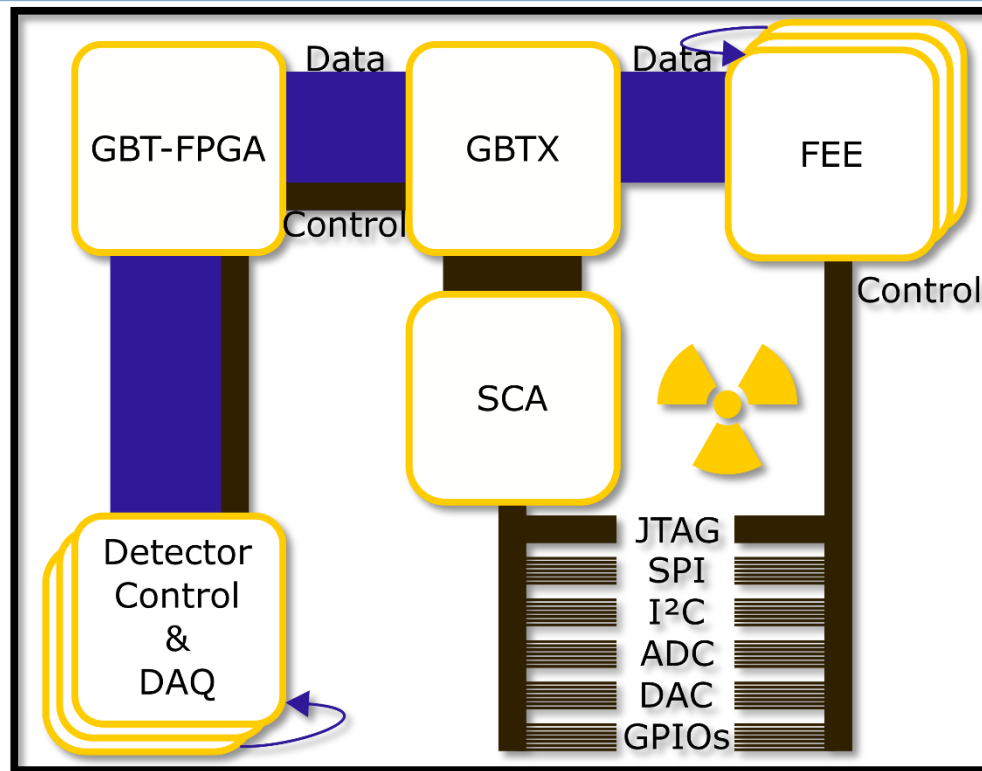 Data
Data
GBT-FPGA
GBTX
FEE
Control
Control
SCA
JTAG
SPI
I²C
ADC
DAC
GPIOs
Detector
Control
&
DAQ